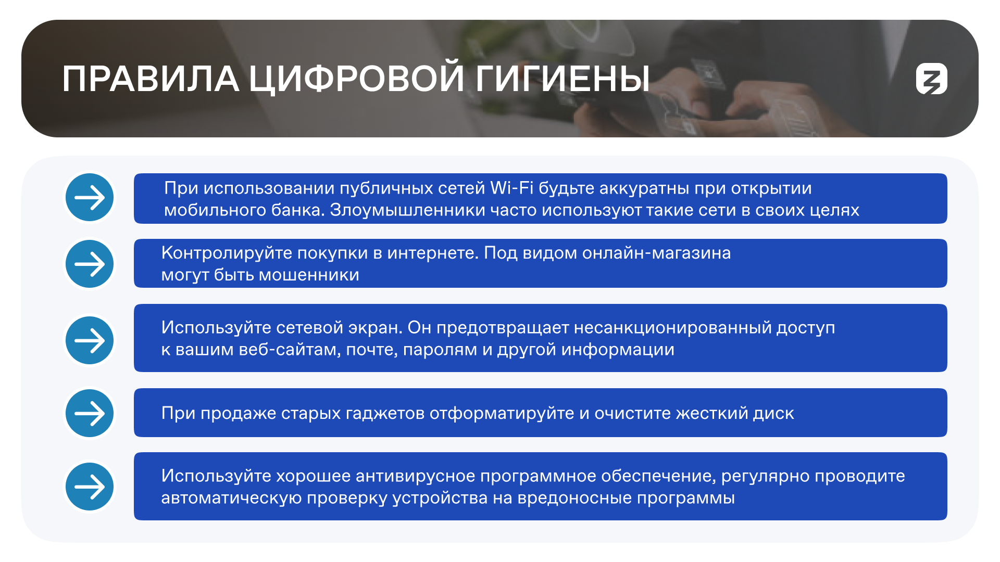 ПРАВИЛА ЦИФРОВОЙ ГИГИЕНЫ
При использовании публичных сетей Wi-Fi будьте аккуратны при открытии
мобильного банка. Злоумышленники часто используют такие сети в своих целях
Контролируйте покупки в интернете. Под видом онлайн-магазина
могут быть мошенники
Используйте сетевой экран. Он предотвращает несанкционированный доступ
к вашим веб-сайтам, почте, паролям и другой информации
При продаже старых гаджетов отформатируйте и очистите жесткий диск
Используйте хорошее антивирусное программное обеспечение, регулярно проводите
автоматическую проверку устройства на вредоносные программы